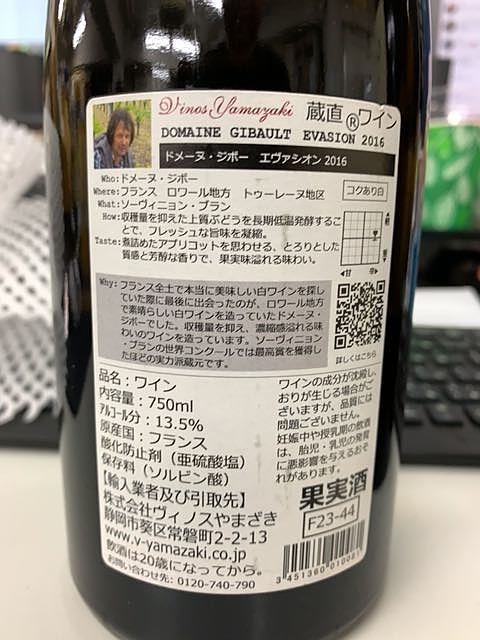 Vinos Yamazaki 蔵直®ワイン
DOMAINE GIBAULT EVASION 2016
ドメーヌ・ジボー エヴァシオン 2016
Who:ドメーヌ・ジボー
コクあり白
Where:フランス ロワール地方 トゥーレーヌ地区
What:ソーヴィニョン・ブラン
How:収穫量を抑えた上質ぶどうを長期低温発酵するこ
とで、フレッシュな旨味を凝縮。
Taste:煮詰めたアプリコットを思わせる、とろりとした
質感と芳醇な香りで、果実味溢れる味わい。
Why:フランス全土で本当に美味しい白ワインを探し
ていた際に最後に出会ったのが、ロワール地方
で素晴らしい白ワインを造っていたドメーヌ・
ジボーでした。収穫量を抑え、濃縮感溢れる味
わいのワインを造っています。ソーヴィニョ
ン・ブランの世界コンクールでは最高賞を獲得し
たほどの実力派蔵元です。
詳しくはこちら
品名：ワイン
内容量：750ml
アルコール分：13.5%
原産国：フランス
酸化防止剤（亜硫酸塩）
保存料（ソルビン酸）
【輸入業者及び引取先】
株式会社ヴィノスやまざき
静岡市葵区常磐町2-2-13
www.v-yamazaki.co.jp
飲酒は20歳になってから。
お問い合わせ先：0120-740-790
ワインの成分が沈殿し、
おりが生じる場合がご
ざいますが、品質には
問題ございません。
妊娠中や授乳期の飲酒
は、胎児・乳児の発育
に悪影響を与えるおそ
れがあります。
果実酒
F23-44